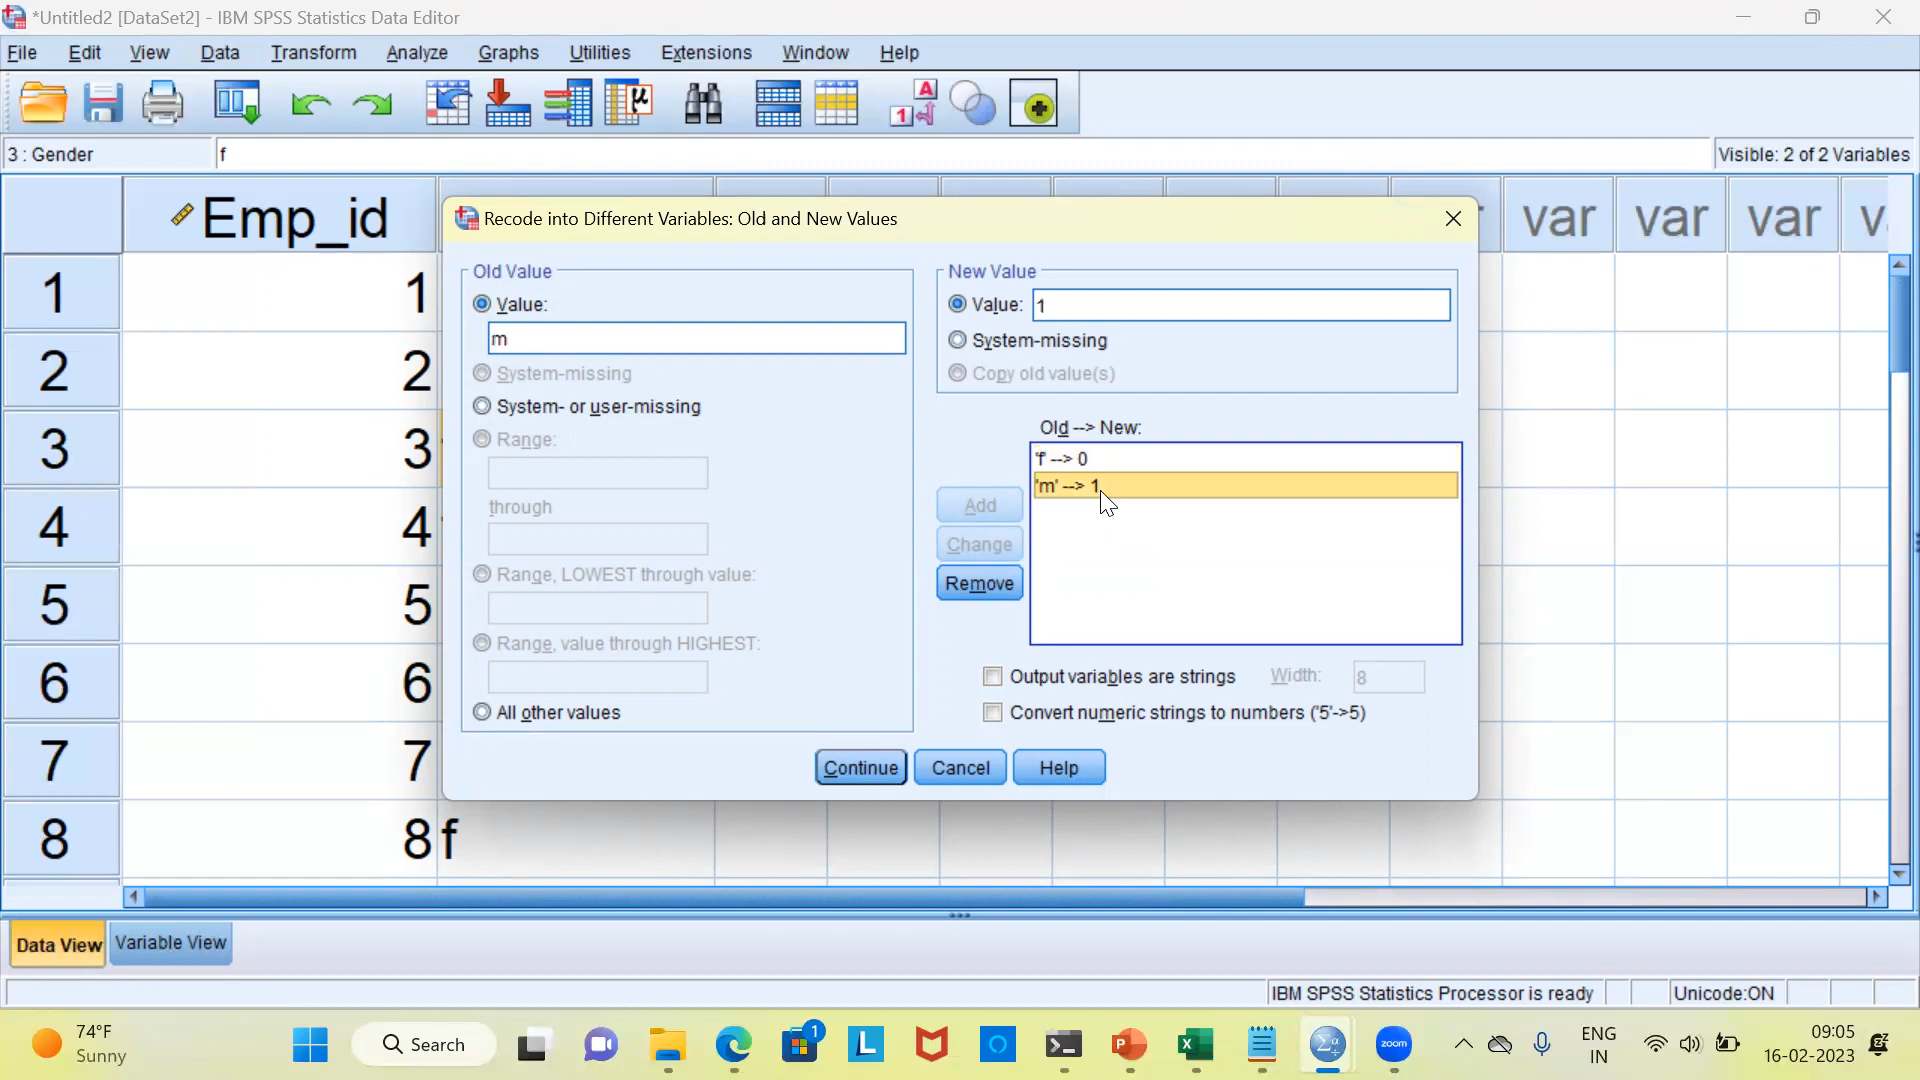 *Untitled2 [DataSet2] - IBM SPSS Statistics Data Editor
File Edit View Data Transform Analyze Graphs Utilities Extensions Window Help
3 : Gender f Visible: 2 of 2 Variables
Emp_id var var var
Recode into Different Variables: Old and New Values
Old Value
Value:
m
System-missing
System- or user-missing
Range:
through
Range, LOWEST through value:
Range, value through HIGHEST:
All other values
New Value
Value: 1
System-missing
Copy old value(s)
Old --> New:
'f' --> 0
'm' --> 1
Add
Change
Remove
Output variables are strings Width: 8
Convert numeric strings to numbers ('5'->5)
Continue Cancel Help
1 1
2 2
3 3
4 4
5 5
6 6
7 7
8 8 f
Data View Variable View
IBM SPSS Statistics Processor is ready Unicode:ON
74°F
Sunny
Search
1
zoom
ENG
IN
09:05
16-02-2023